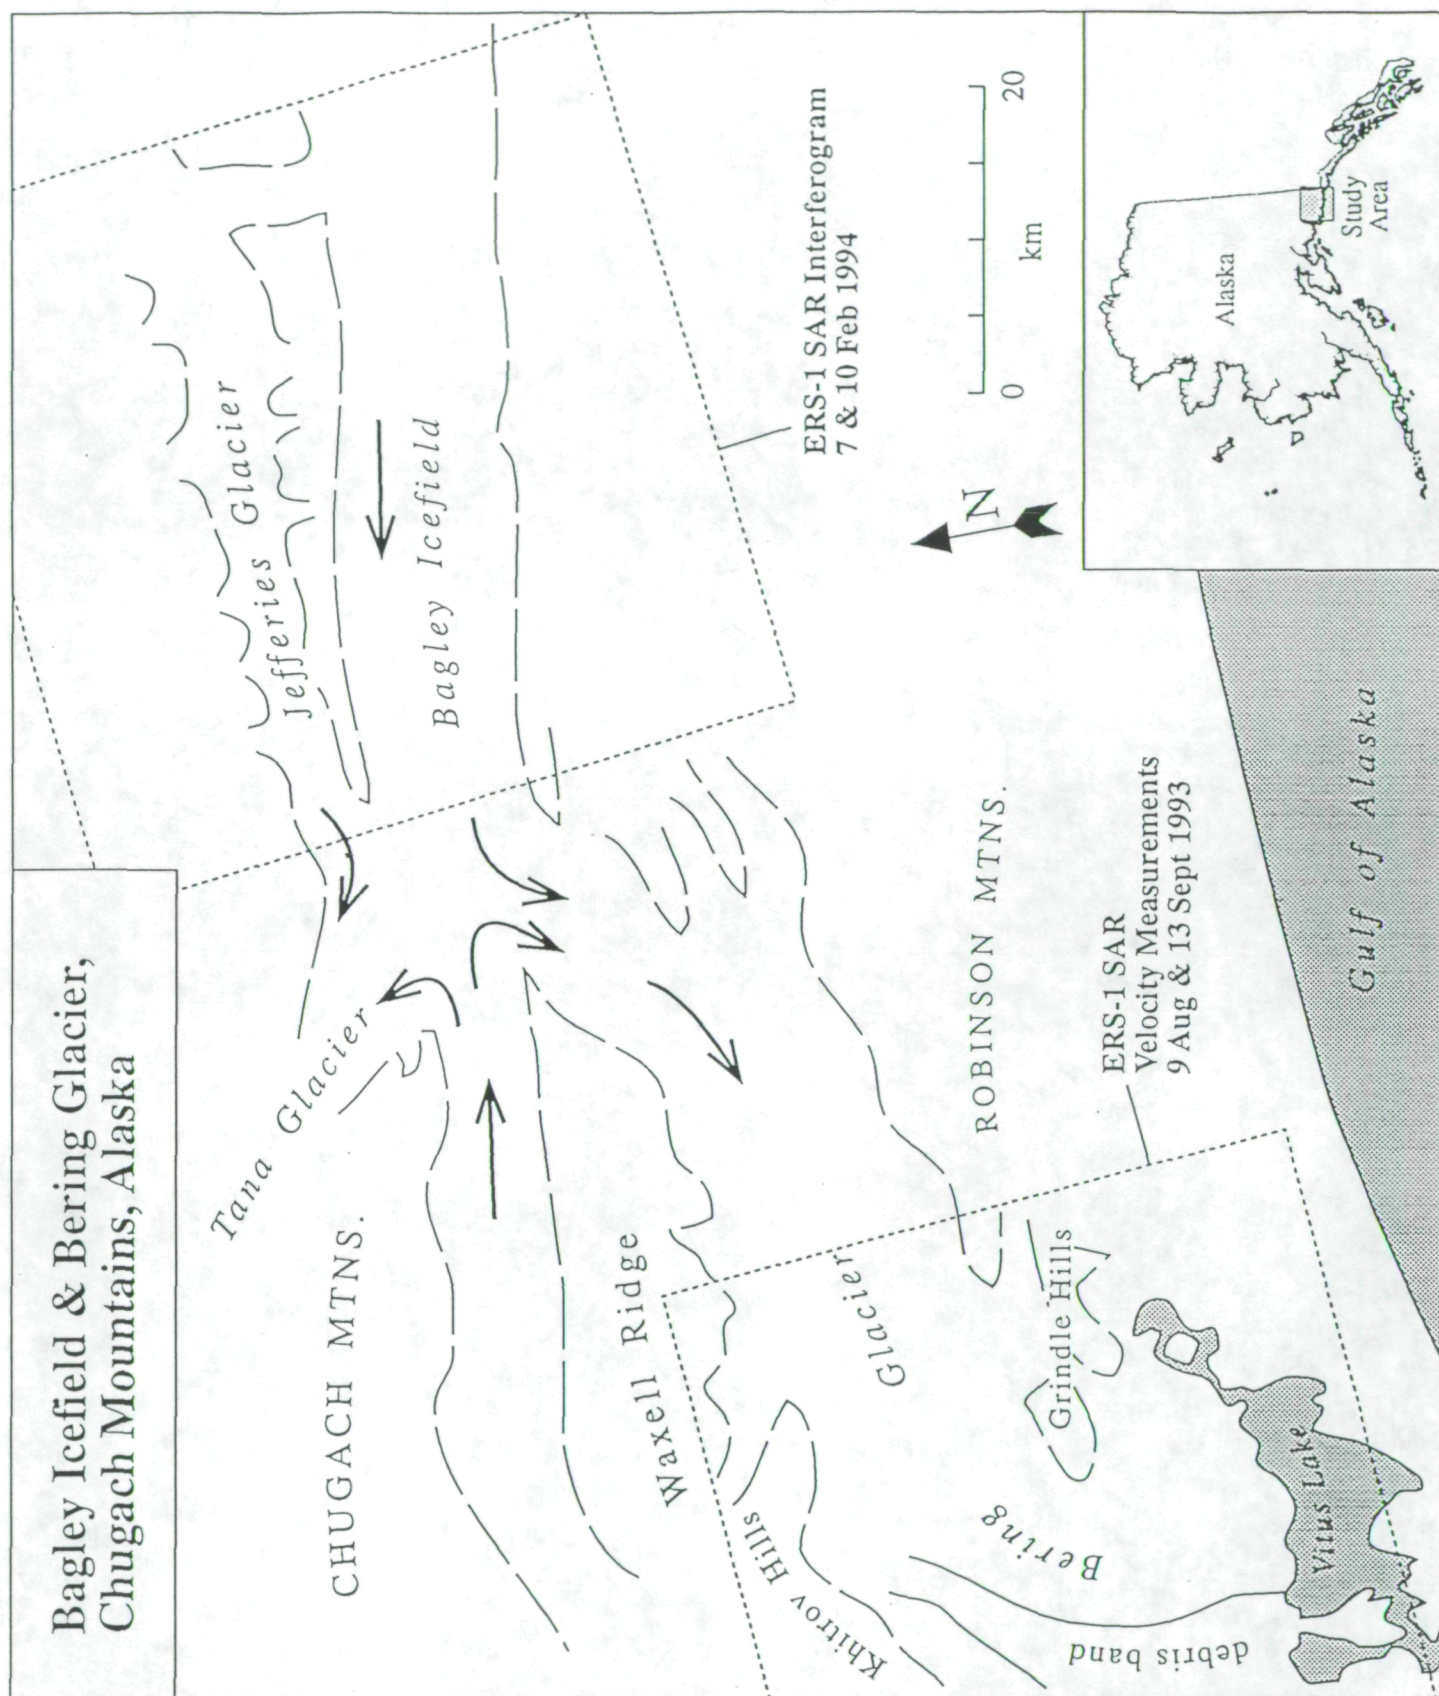 Bagley Icefield & Bering Glacier,
Chugach Mountains, Alaska
Tana Glacier
CHUGACH MTNS.
Jefferies Glacier
Bagley Icefield
Waxell Ridge
Khitrov Hills
Bering Glacier
Grindle Hills
ROBINSON MTNS.
debris band
Vitus Lake
Gulf of Alaska
ERS-1 SAR Interferogram
7 & 10 Feb 1994
ERS-1 SAR
Velocity Measurements
9 Aug & 13 Sept 1993
N
0
km
20
Alaska
Study
Area